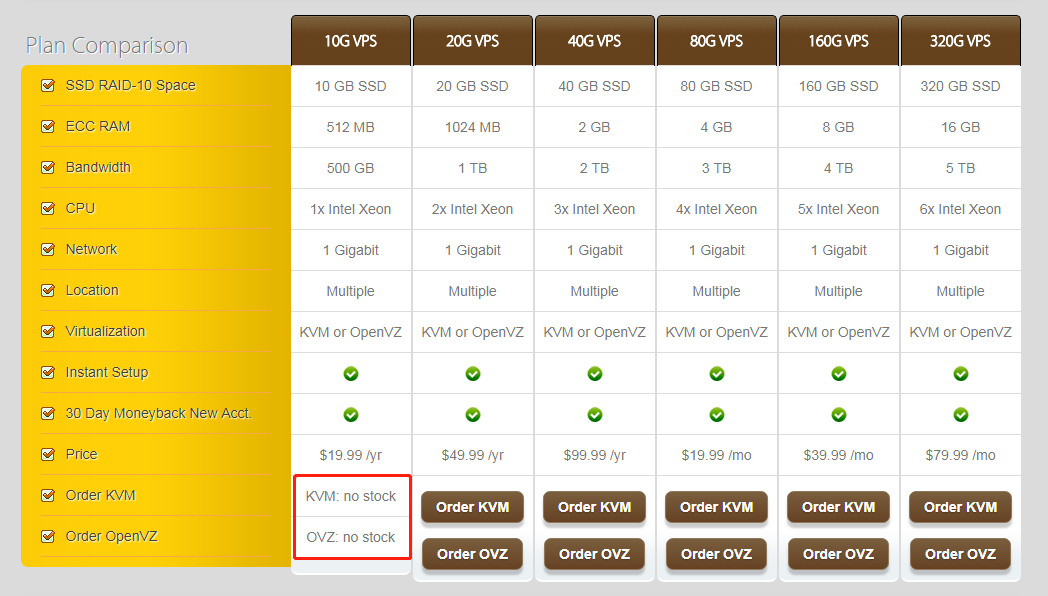 Plan Comparison 10G VPS 20G VPS 40G VPS 80G VPS 160G VPS 320G VPS
SSD RAID-10 Space 10 GB SSD 20 GB SSD 40 GB SSD 80 GB SSD 160 GB SSD 320 GB SSD
ECC RAM 512 MB 1024 MB 2 GB 4 GB 8 GB 16 GB
Bandwidth 500 GB 1 TB 2 TB 3 TB 4 TB 5 TB
CPU 1x Intel Xeon 2x Intel Xeon 3x Intel Xeon 4x Intel Xeon 5x Intel Xeon 6x Intel Xeon
Network 1 Gigabit 1 Gigabit 1 Gigabit 1 Gigabit 1 Gigabit 1 Gigabit
Location Multiple Multiple Multiple Multiple Multiple Multiple
Virtualization KVM or OpenVZ KVM or OpenVZ KVM or OpenVZ KVM or OpenVZ KVM or OpenVZ KVM or OpenVZ
Instant Setup
30 Day Moneyback New Acct.
Price $19.99 /yr $49.99 /yr $99.99 /yr $19.99 /mo $39.99 /mo $79.99 /mo
Order KVM KVM: no stock Order KVM Order KVM Order KVM Order KVM Order KVM
Order OpenVZ OVZ: no stock Order OVZ Order OVZ Order OVZ Order OVZ Order OVZ